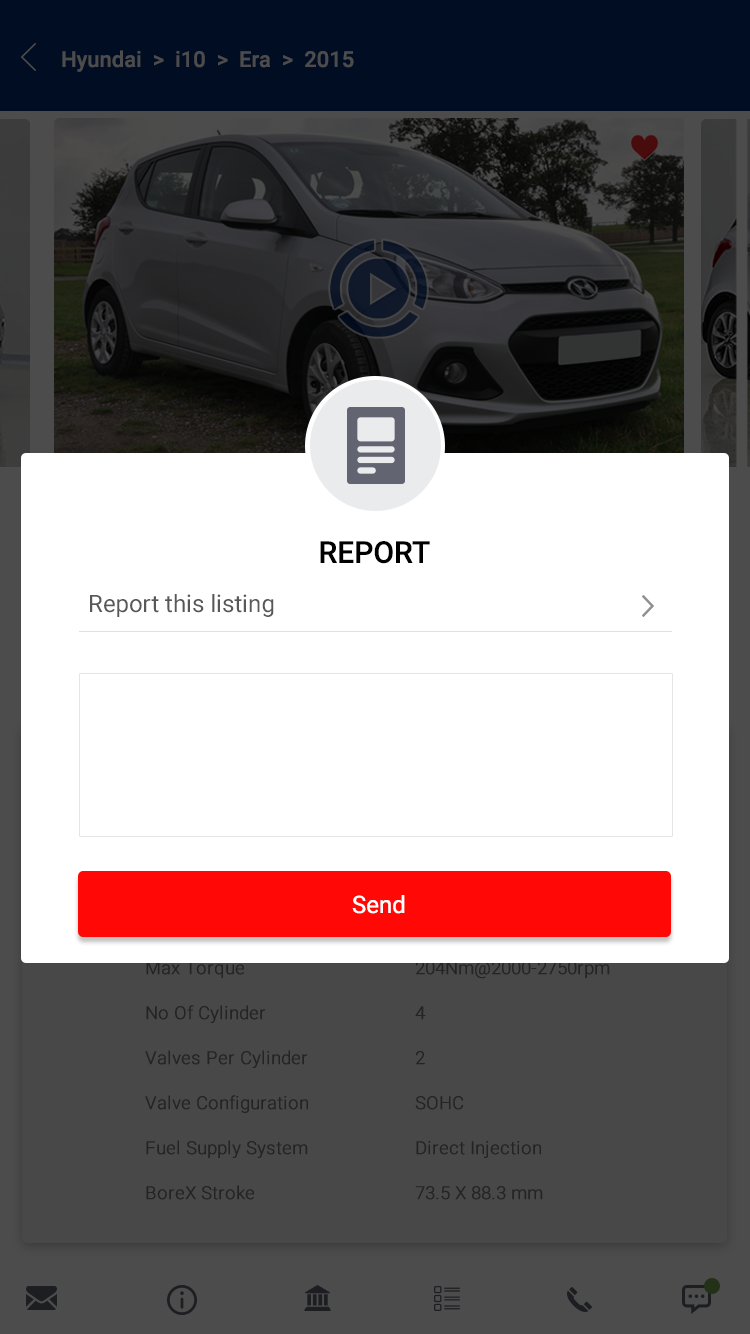 Hyundai > i10 > Era > 2015
REPORT
Report this listing
Send
Max Torque 204Nm@2000-2750rpm
No Of Cylinder 4
Valves Per Cylinder 2
Valve Configuration SOHC
Fuel Supply System Direct Injection
BoreX Stroke 73.5 X 88.3 mm